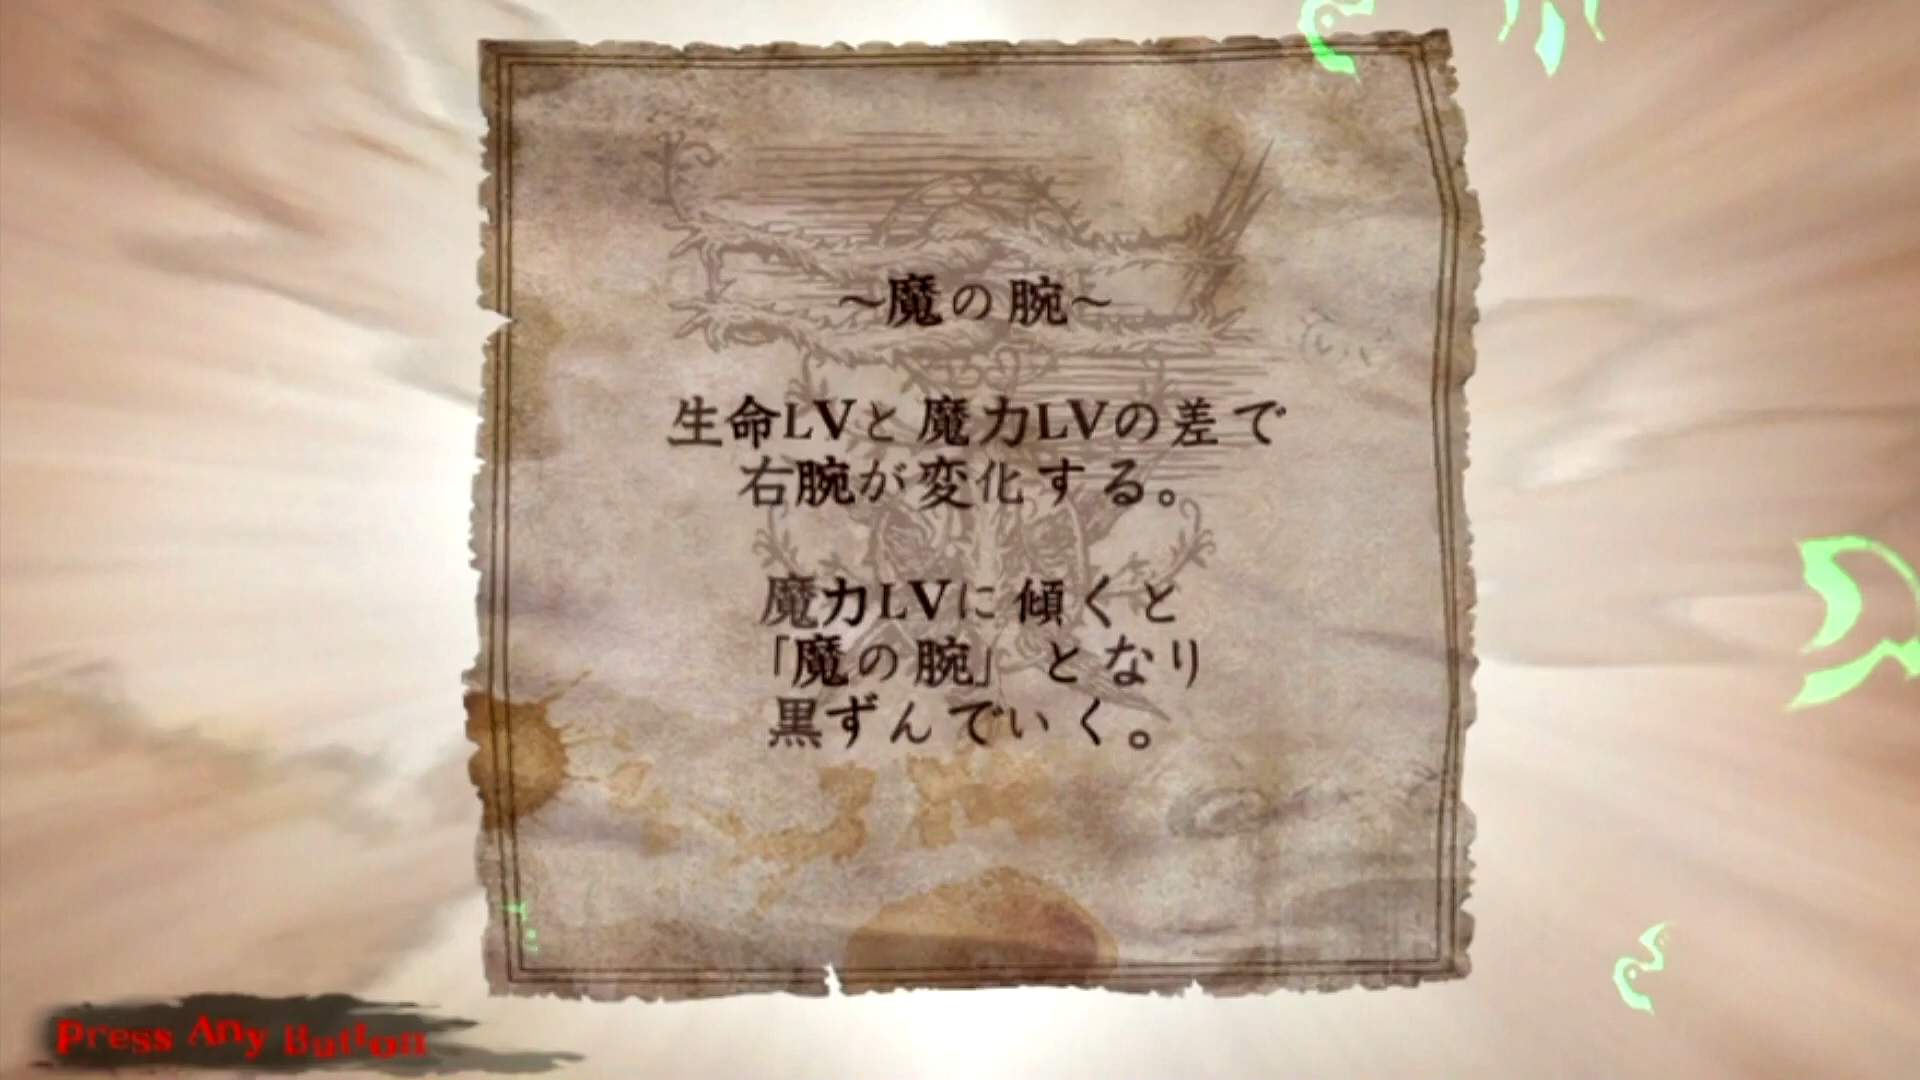 ～魔の腕～
生命LVと魔力LVの差で
右腕が変化する。
魔力LVに傾くと
「魔の腕」となり
黒ずんでいく。
Press Any Button